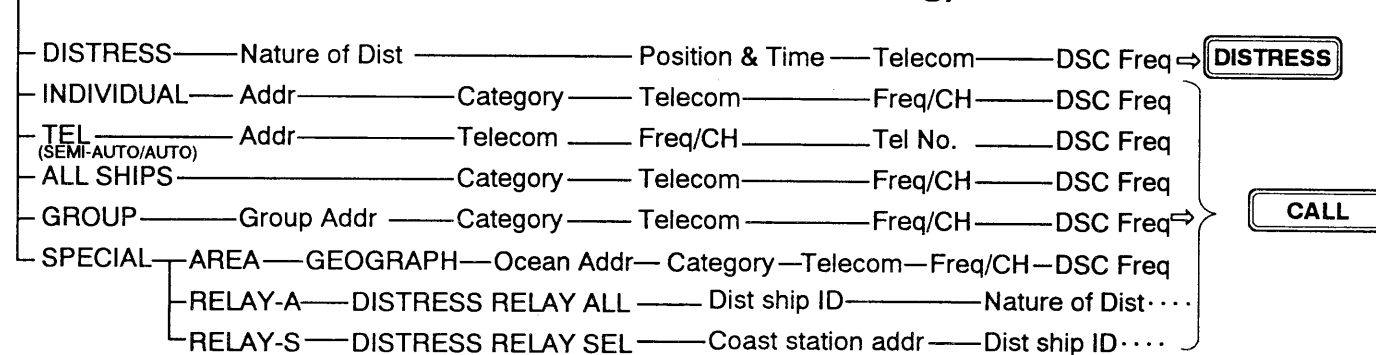 DISTRESS Nature of Dist Position & Time Telecom DSC Freq ⇨ DISTRESS
INDIVIDUAL Addr Category Telecom Freq/CH DSC Freq
TEL Addr Telecom Freq/CH Tel No. DSC Freq
(SEMI-AUTO/AUTO)
ALL SHIPS Category Telecom Freq/CH DSC Freq
GROUP Group Addr Category Telecom Freq/CH DSC Freq ⇨ CALL
SPECIAL AREA GEOGRAPH Ocean Addr Category Telecom Freq/CH DSC Freq
RELAY-A DISTRESS RELAY ALL Dist ship ID Nature of Dist····
RELAY-S DISTRESS RELAY SEL Coast station addr Dist ship ID····